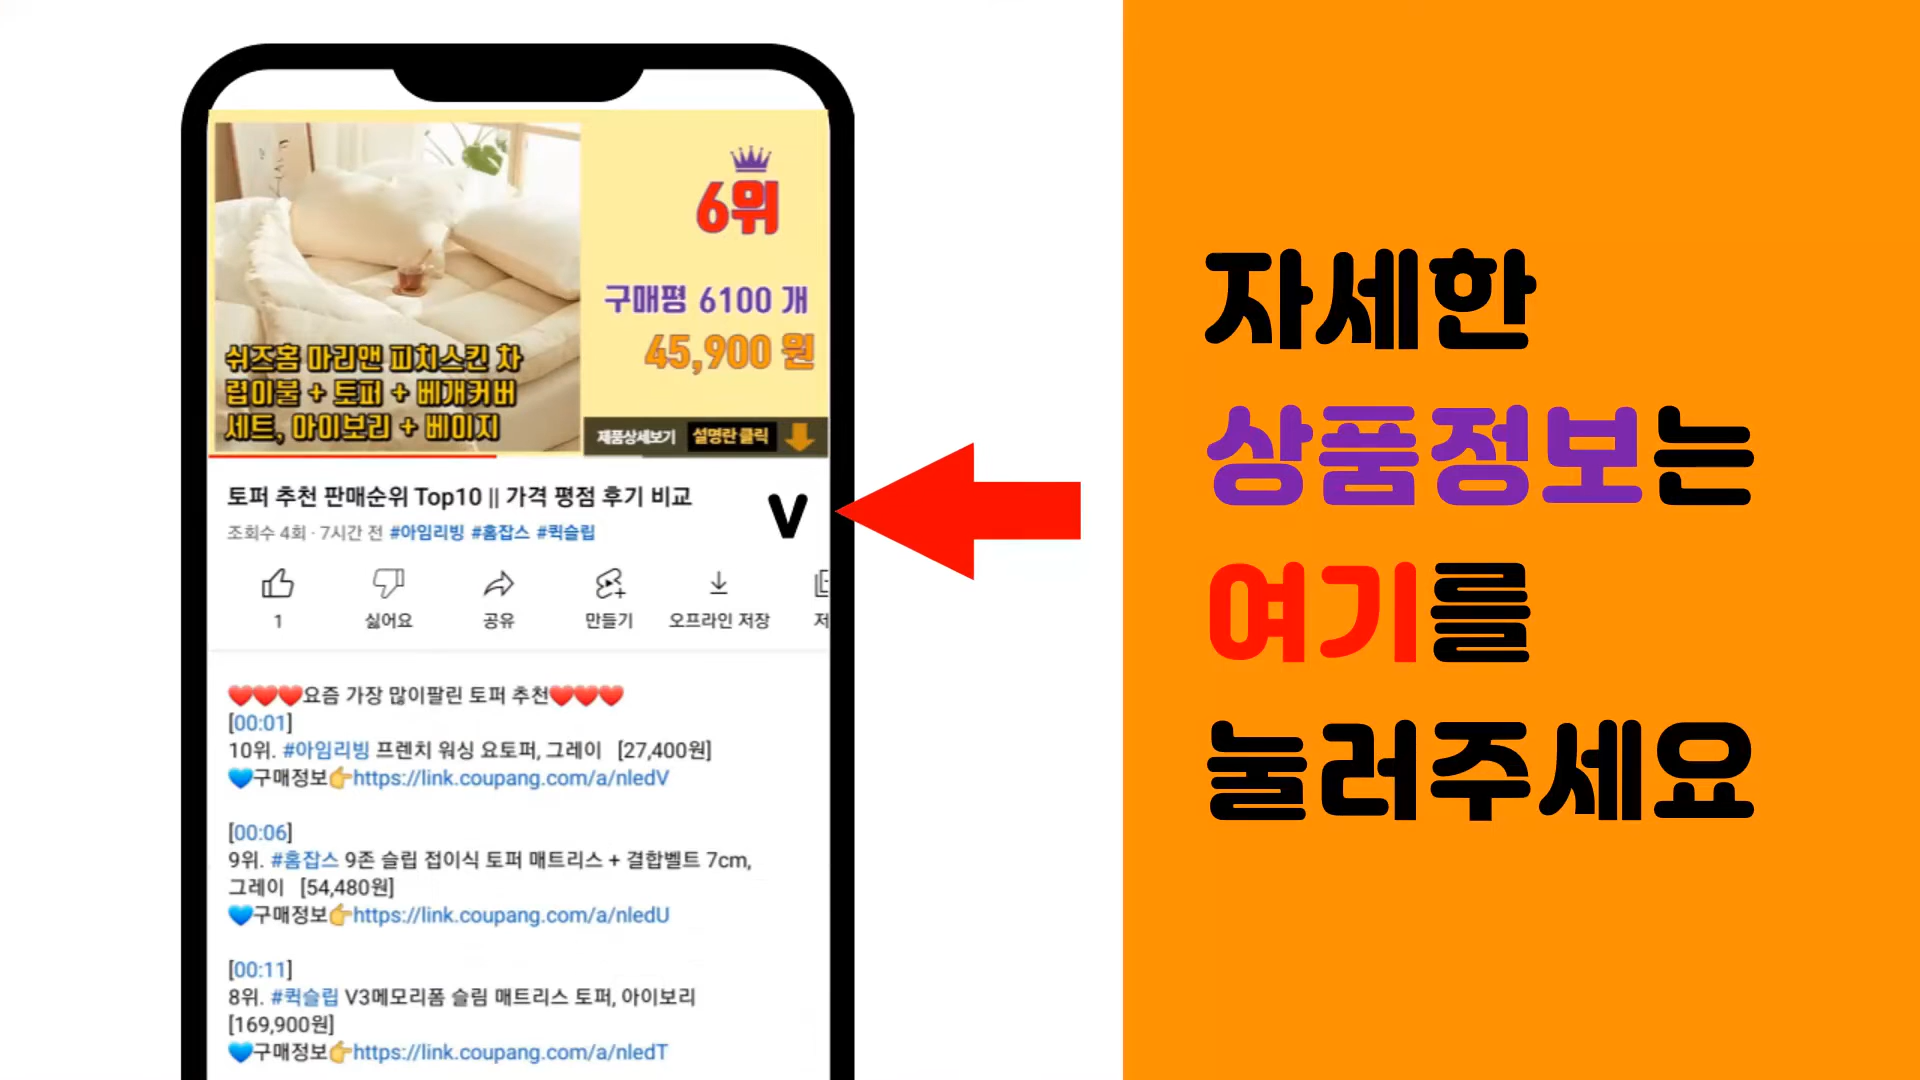 6위
구매평 6100 개
45,900 원
쉬즈홈 마리앤 피치스킨 차
렵이불 + 토퍼 + 베개커버
세트, 아이보리 + 베이지
제품상세보기 설명란 클릭
토퍼 추천 판매순위 Top10 || 가격 평점 후기 비교
V
조회수 4회 · 7시간 전 #아임리빙 #홈잡스 #퀵슬립
1 싫어요 공유 만들기 오프라인 저장 저
❤️❤️❤️요즘 가장 많이팔린 토퍼 추천❤️❤️❤️
[00:01]
10위. #아임리빙 프렌치 워싱 요토퍼, 그레이 [27,400원]
💙구매정보👉https://link.coupang.com/a/nledV
[00:06]
9위. #홈잡스 9존 슬립 접이식 토퍼 매트리스 + 결합벨트 7cm,
그레이 [54,480원]
💙구매정보👉https://link.coupang.com/a/nledU
[00:11]
8위. #퀵슬립 V3메모리폼 슬림 매트리스 토퍼, 아이보리
[169,900원]
💙구매정보👉https://link.coupang.com/a/nledT
자세한
상품정보는
여기를
눌러주세요